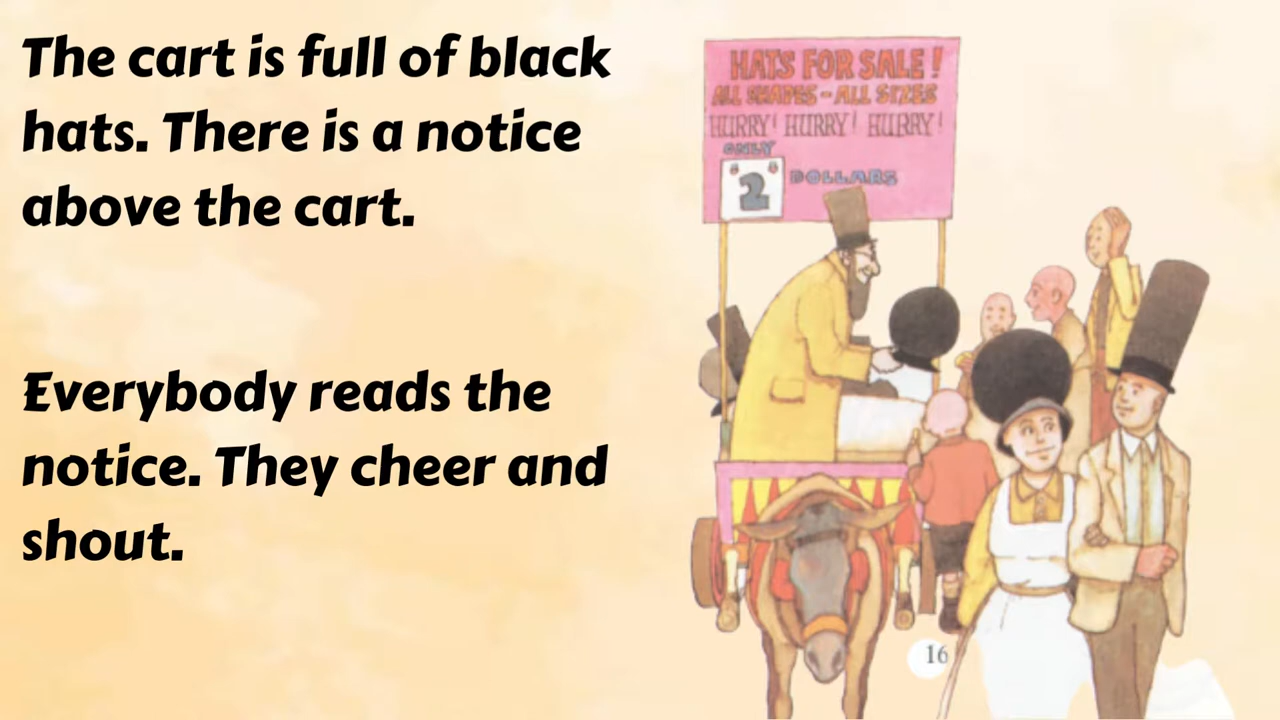 The cart is full of black
hats. There is a notice
above the cart.
Everybody reads the
notice. They cheer and
shout.
HATS FOR SALE!
ALL SHAPES - ALL SIZES
HURRY! HURRY! HURRY!
ONLY
2 DOLLARS
16